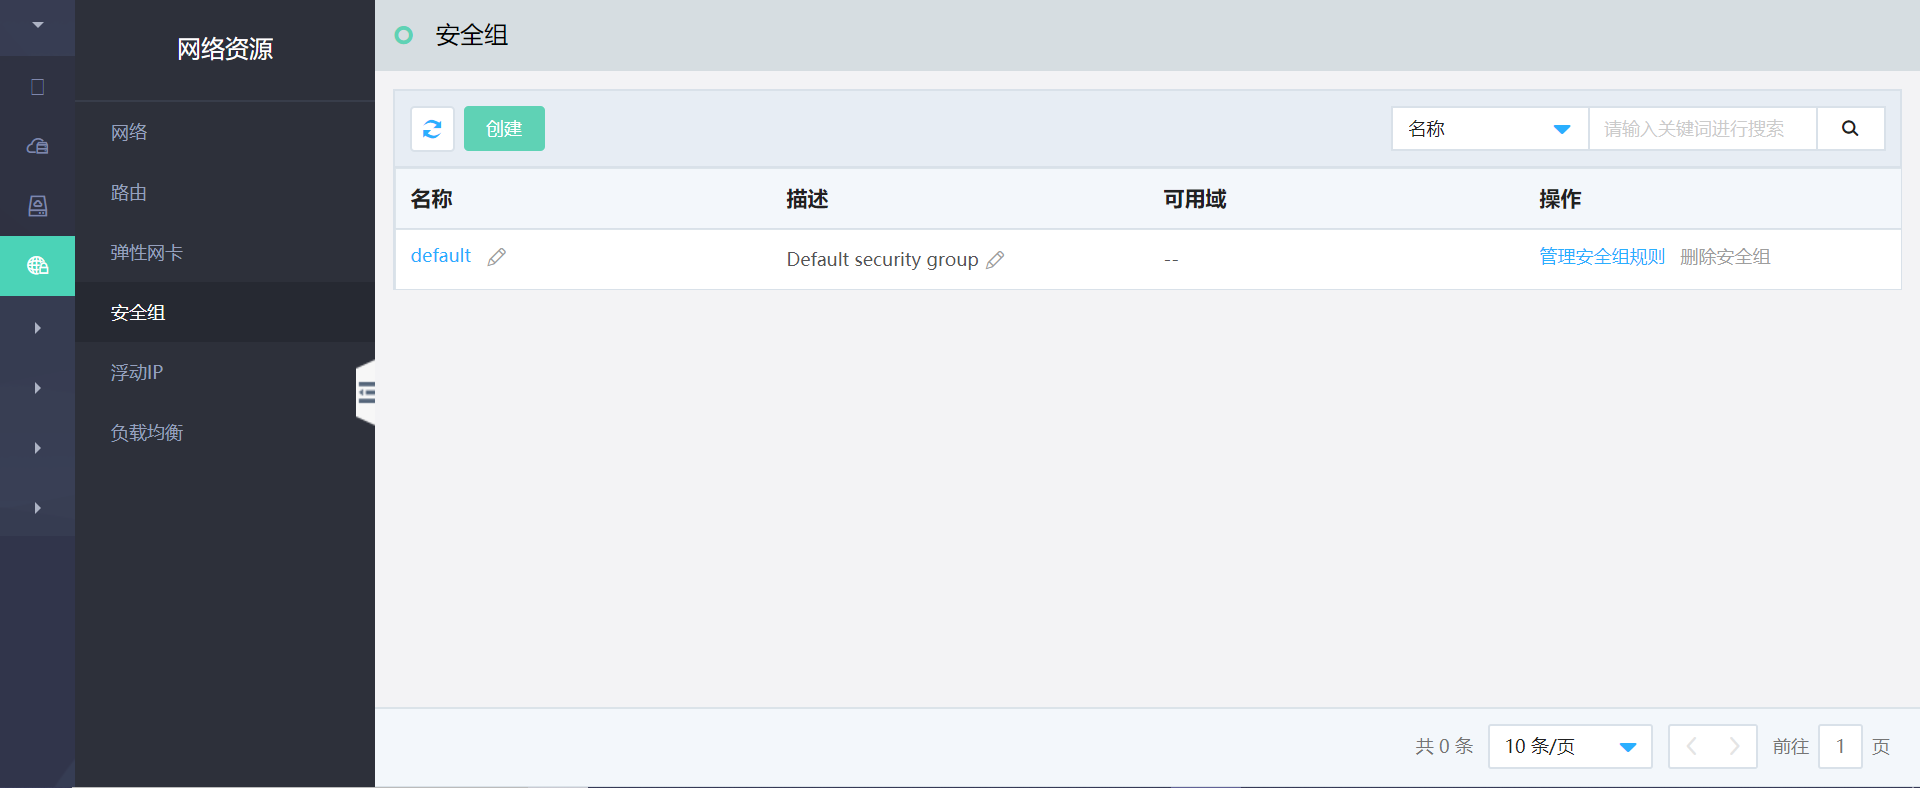 网络资源
网络
路由
弹性网卡
安全组
浮动IP
负载均衡
安全组
创建
名称
请输入关键词进行搜索
名称 描述 可用域 操作
default Default security group -- 管理安全组规则 删除安全组
共 0 条 10 条/页 前往 1 页